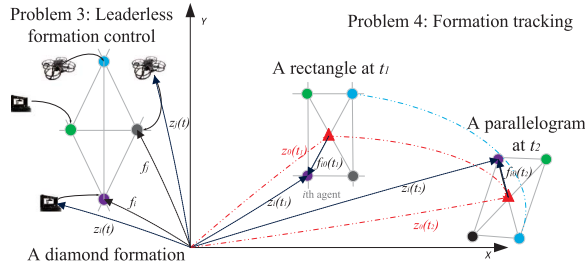 Problem 3: Leaderless
formation control
Y
Problem 4: Formation tracking
A rectangle at t1
A parallelogram
at t2
zj(t)
z0(t1)
fi0(t1)
fj
fi0(t2)
ith agent
fi
zi(t1)
zi(t2)
zi(t)
z0(t2)
A diamond formation
X